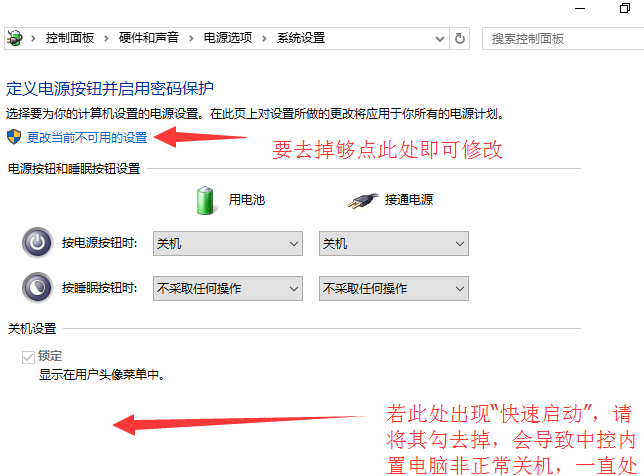 控制面板 › 硬件和声音 › 电源选项 › 系统设置
搜索控制面板
定义电源按钮并启用密码保护
选择要为你的计算机设置的电源设置。在此页上对设置所做的更改将应用于你所有的电源计划。
更改当前不可用的设置
要去掉够点此处即可修改
电源按钮和睡眠按钮设置
用电池 接通电源
按电源按钮时: 关机 关机
按睡眠按钮时: 不采取任何操作 不采取任何操作
关机设置
锁定
显示在用户头像菜单中。
若此处出现“快速启动”,请
将其勾去掉，会导致中控内
置电脑非正常关机，一直处